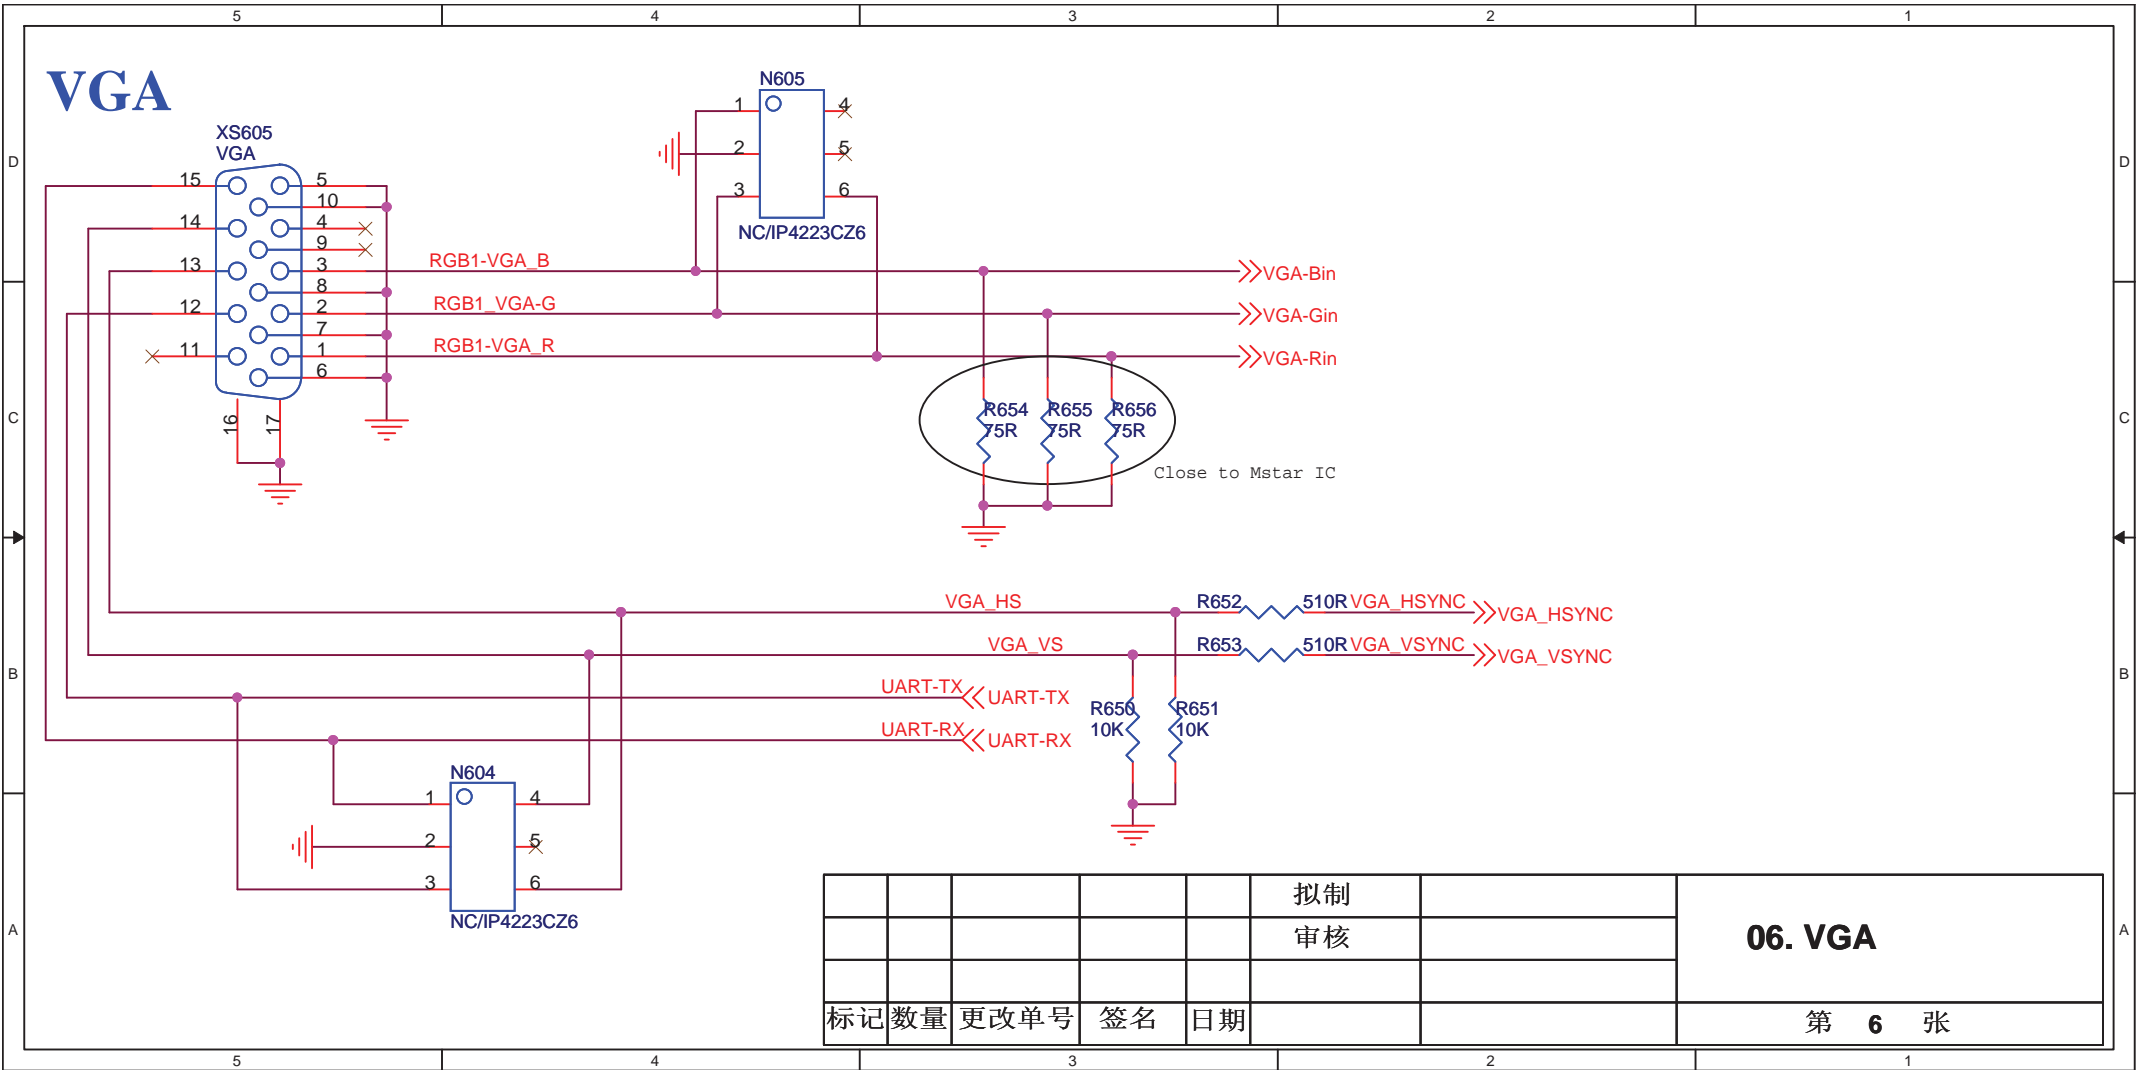 5 4 3 2 1
VGA
D D
C C
B B
A A
XS605
VGA
15
14
13
12
11
5
10
4
9
3
8
2
7
1
6
16
17
N605
1
2
3
4
5
6
NC/IP4223CZ6
RGB1-VGA_B
VGA-Bin
RGB1_VGA-G
VGA-Gin
RGB1-VGA_R
VGA-Rin
R654
75R
R655
75R
R656
75R
Close to Mstar IC
VGA_HS
R652
510R
VGA_HSYNC
VGA_HSYNC
VGA_VS
R653
510R
VGA_VSYNC
VGA_VSYNC
UART-TX
UART-TX
UART-RX
UART-RX
R650
10K
R651
10K
N604
1
2
3
4
5
6
NC/IP4223CZ6
拟制
审核
06. VGA
标记 数量 更改单号 签名 日期
第 6 张
5 4 3 2 1